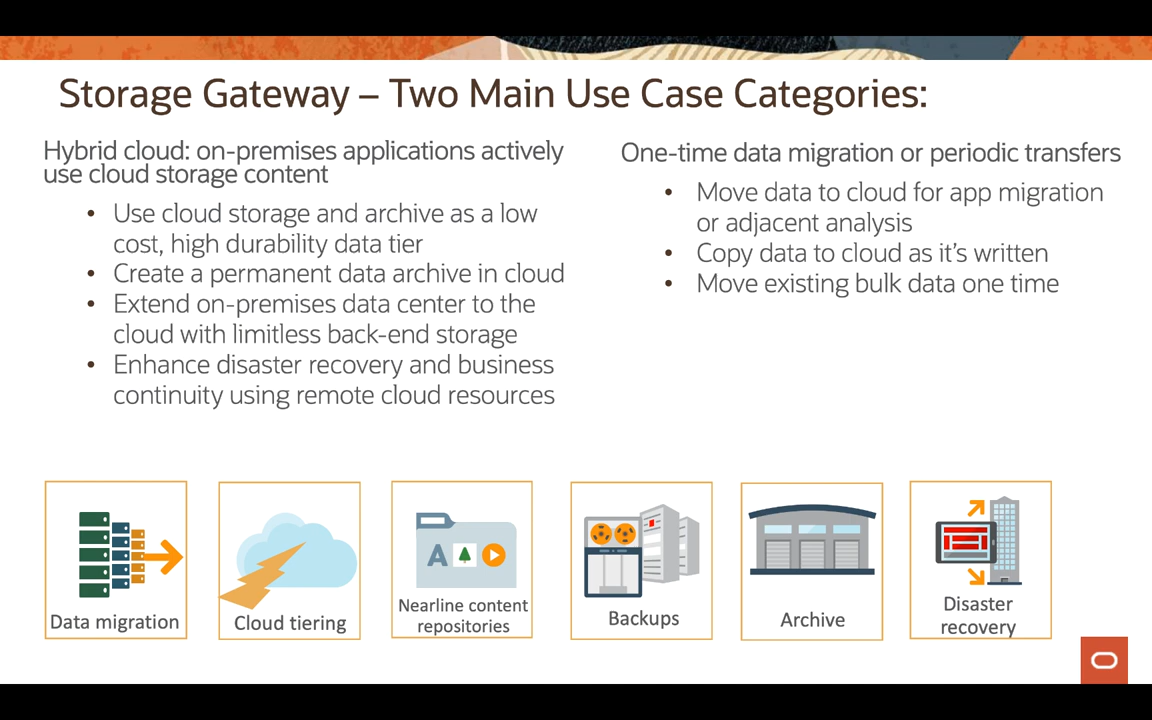 Storage Gateway – Two Main Use Case Categories:
Hybrid cloud: on-premises applications actively
use cloud storage content
• Use cloud storage and archive as a low
cost, high durability data tier
• Create a permanent data archive in cloud
• Extend on-premises data center to the
cloud with limitless back-end storage
• Enhance disaster recovery and business
continuity using remote cloud resources
One-time data migration or periodic transfers
• Move data to cloud for app migration
or adjacent analysis
• Copy data to cloud as it’s written
• Move existing bulk data one time
Data migration
Cloud tiering
A
Nearline content
repositories
Backups
Archive
Disaster
recovery